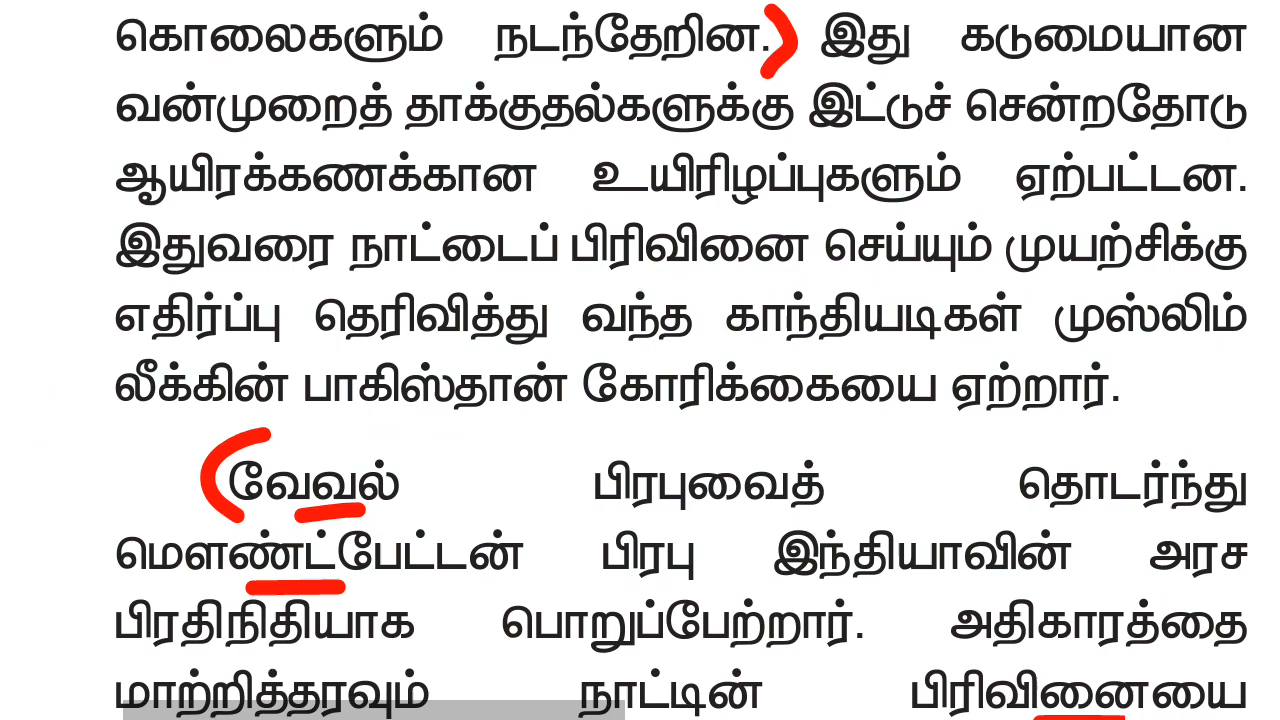 கொலைகளும் நடந்தேறின. இது கடுமையான
வன்முறைத் தாக்குதல்களுக்கு இட்டுச் சென்றதோடு
ஆயிரக்கணக்கான உயிரிழப்புகளும் ஏற்பட்டன.
இதுவரை நாட்டைப் பிரிவினை செய்யும் முயற்சிக்கு
எதிர்ப்பு தெரிவித்து வந்த காந்தியடிகள் முஸ்லிம்
லீக்கின் பாகிஸ்தான் கோரிக்கையை ஏற்றார்.
வேவல் பிரபுவைத் தொடர்ந்து
மௌண்ட்பேட்டன் பிரபு இந்தியாவின் அரச
பிரதிநிதியாக பொறுப்பேற்றார். அதிகாரத்தை
மாற்றித்தரவும் நாட்டின் பிரிவினையை